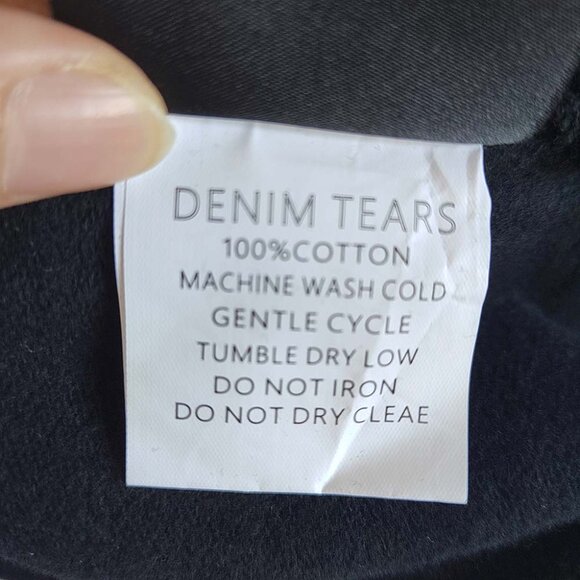 DENIM TEARS
100%COTTON
MACHINE WASH COLD
GENTLE CYCLE
TUMBLE DRY LOW
DO NOT IRON
DO NOT DRY CLEAE